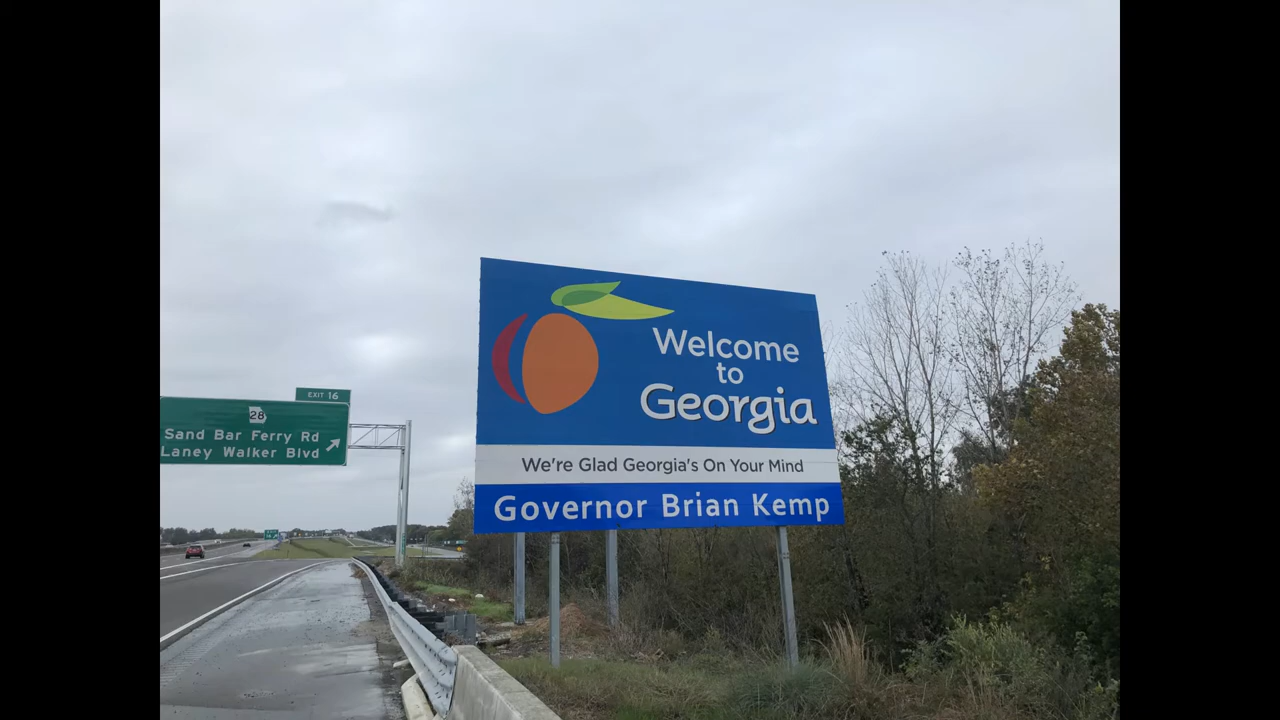 EXIT 16
28
Sand Bar Ferry Rd
Laney Walker Blvd
Welcome
to
Georgia
We're Glad Georgia's On Your Mind
Governor Brian Kemp